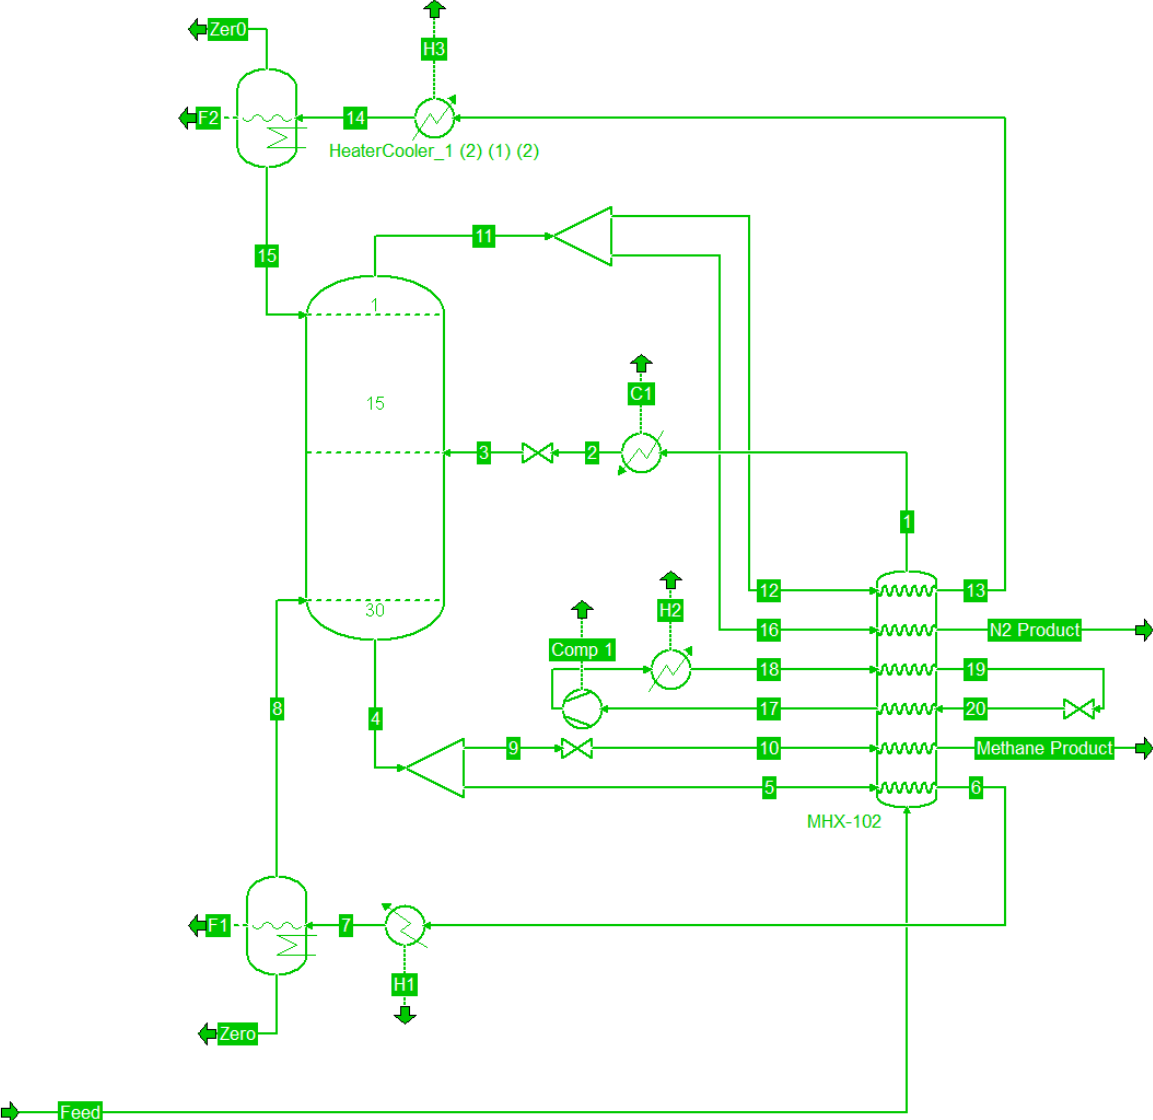 Zer0
H3
F2
14
HeaterCooler_1 (2) (1) (2)
11
15
1
15
C1
3
2
1
12
13
30
H2
16
N2 Product
Comp 1
18
19
8
4
17
20
9
10
Methane Product
5
6
MHX-102
F1
7
H1
Zero
Feed